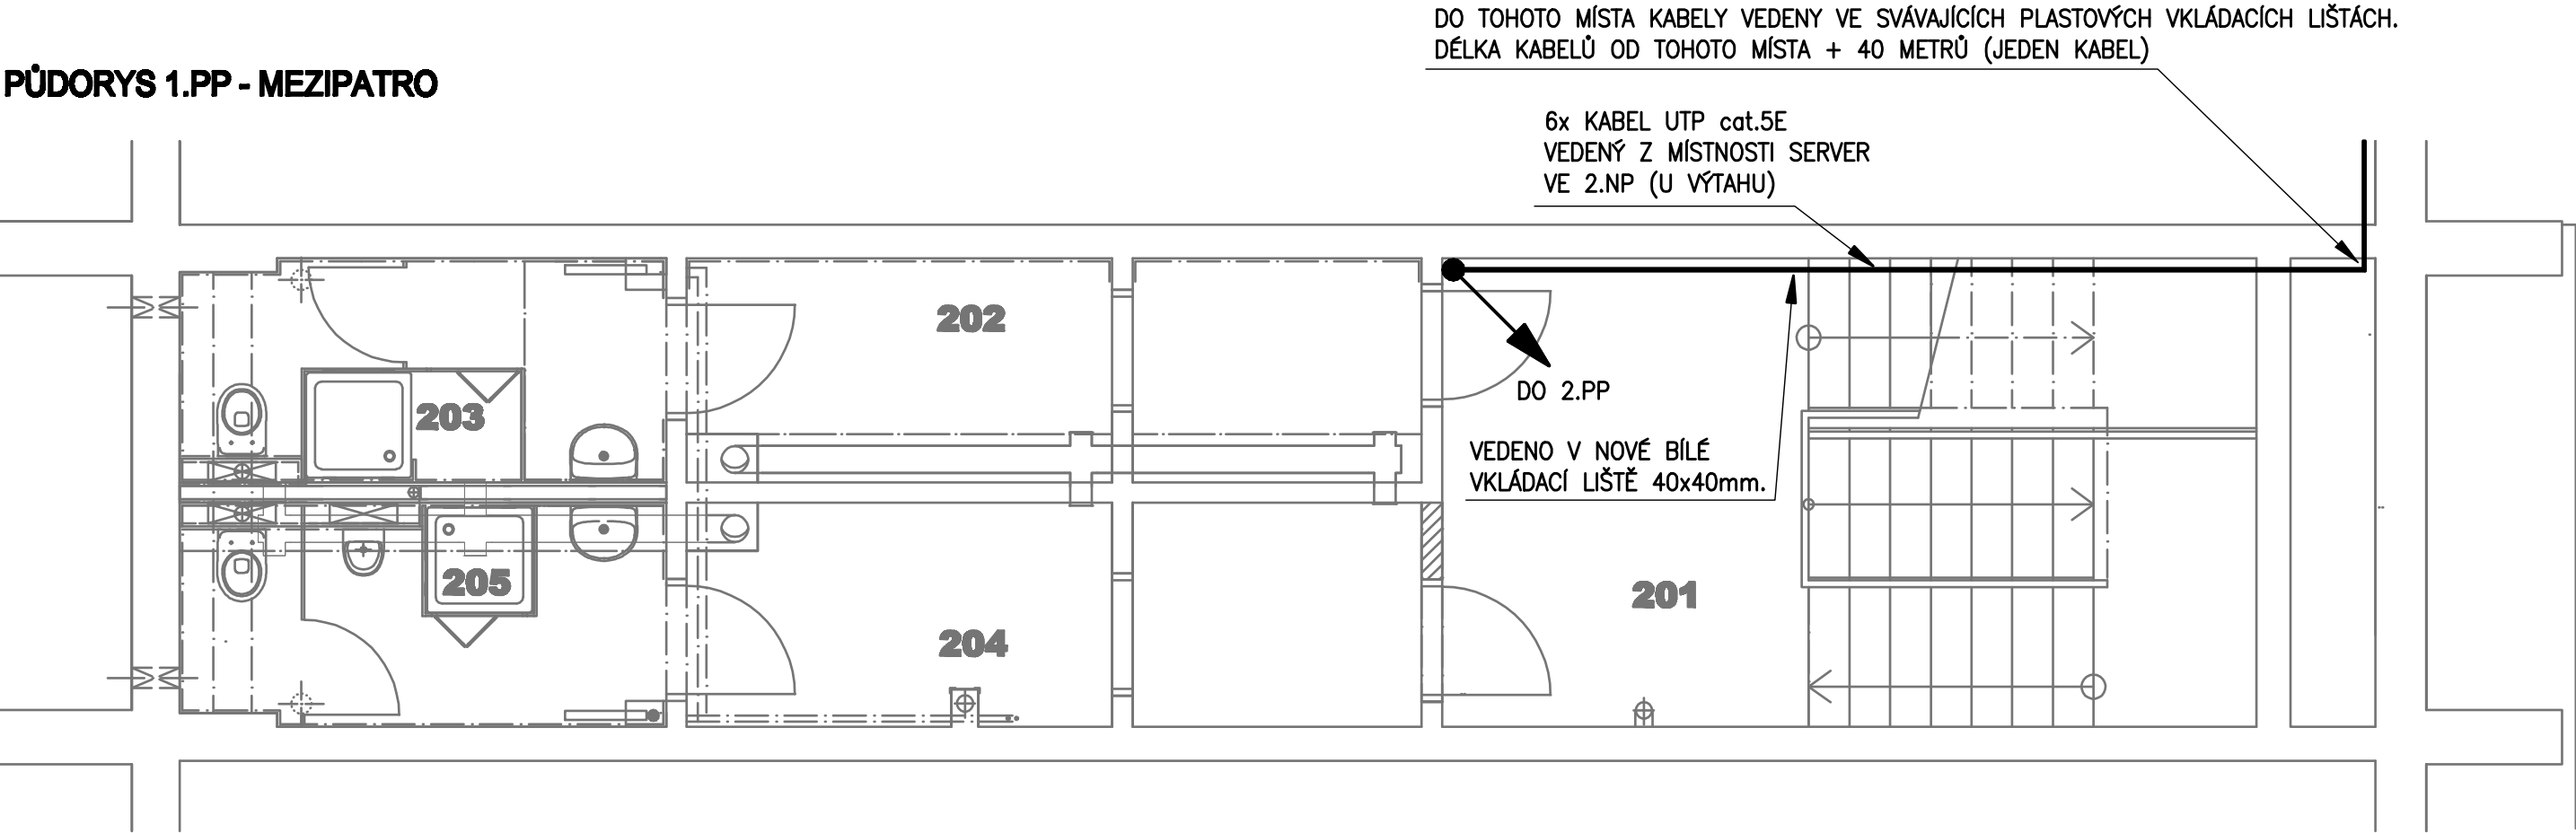 DO TOHOTO MÍSTA KABELY VEDENY VE SVÁVAJÍCÍCH PLASTOVÝCH VKLÁDACÍCH LIŠTÁCH.
DÉLKA KABELŮ OD TOHOTO MÍSTA + 40 METRŮ (JEDEN KABEL)
PŮDORYS 1.PP - MEZIPATRO
6x KABEL UTP cat.5E
VEDENÝ Z MÍSTNOSTI SERVER
VE 2.NP (U VÝTAHU)
202
203
DO 2.PP
VEDENO V NOVÉ BÍLÉ
VKLÁDACÍ LIŠTĚ 40x40mm.
205
201
204